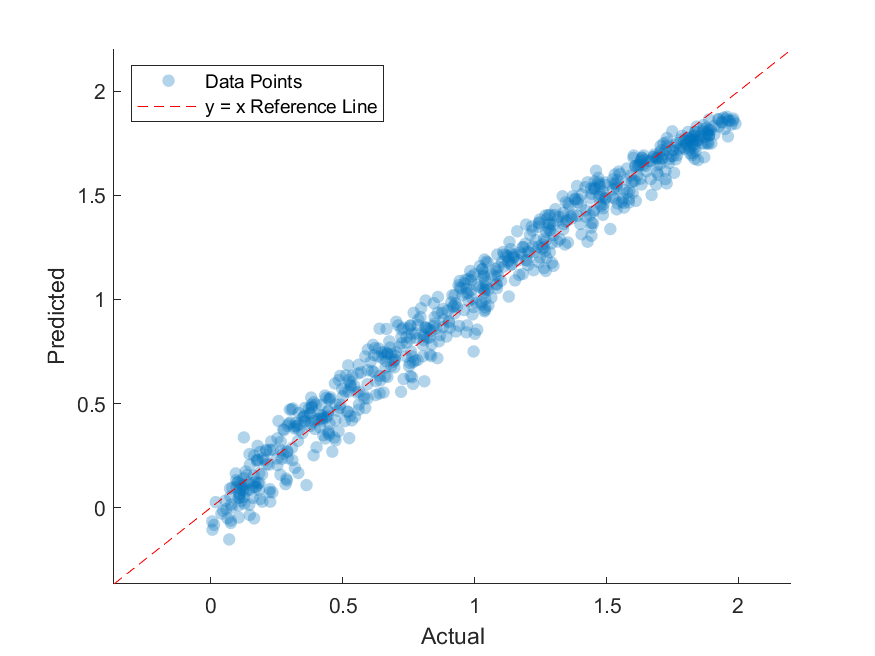 Data Points
y = x Reference Line
2
1.5
1
0.5
0
Predicted
0
0.5
1
1.5
2
Actual